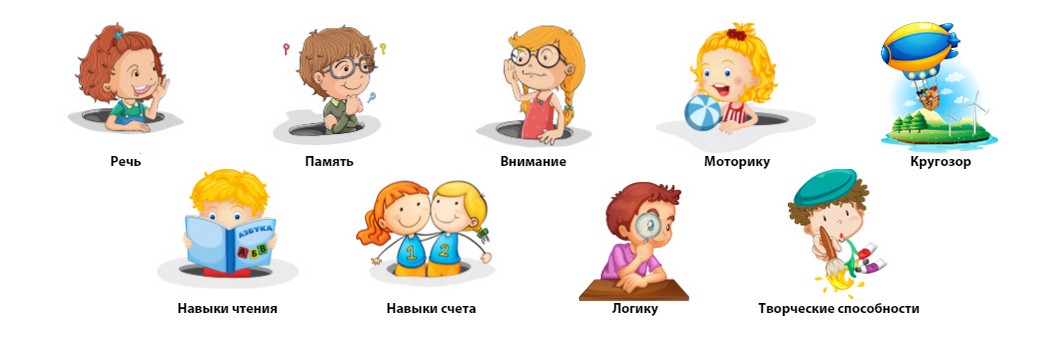 Речь
Память
Внимание
Моторику
Кругозор
АЗБУКА
А Б В
1 2
Навыки чтения
Навыки счета
Логику
Творческие способности